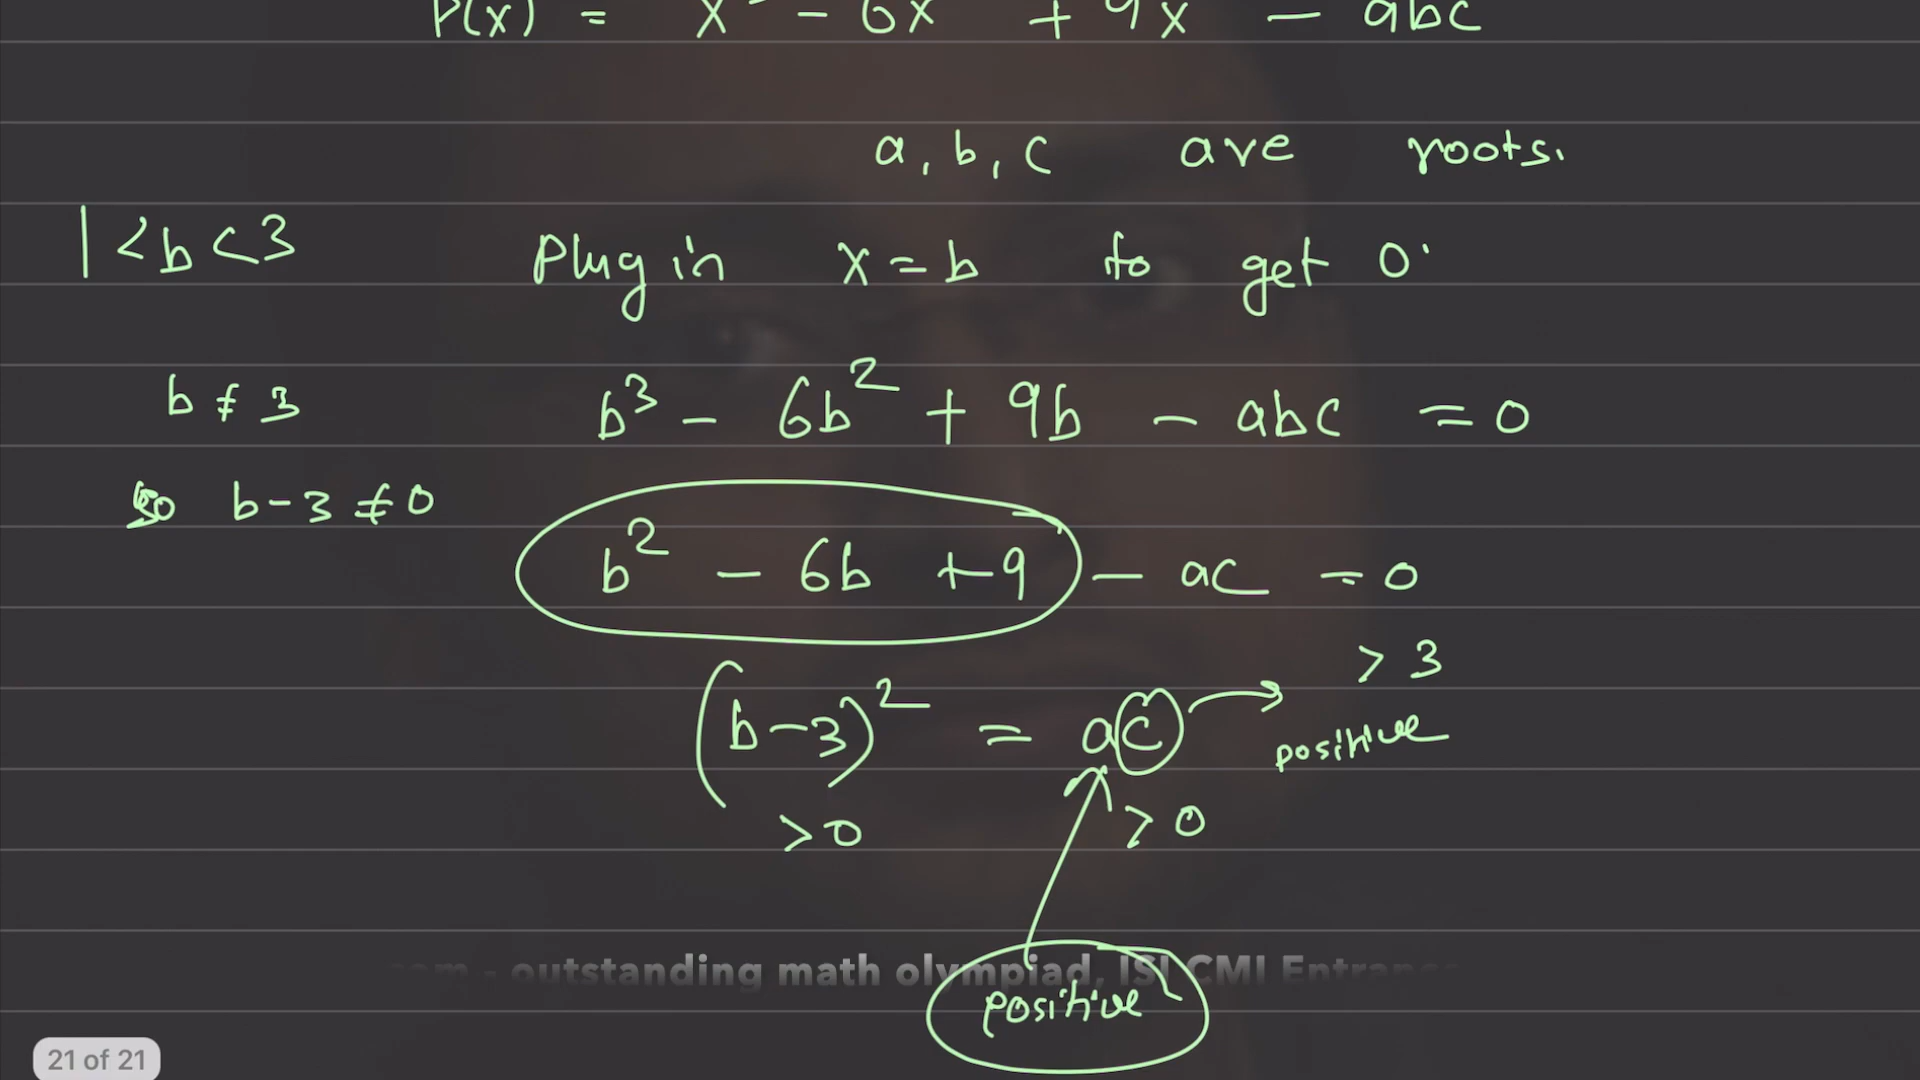 P(x) = x - 6x + 9x - abc
a, b, c are roots.
1 < b < 3 Plug in x = b to get 0.
b ≠ 3 b³ - 6b² + 9b - abc = 0
so b - 3 ≠ 0
b² - 6b + 9 - ac = 0
> 3
(b - 3)² = ac → positive
> 0 > 0
outstanding math olympiad, ISI CMI
positive
21 of 21